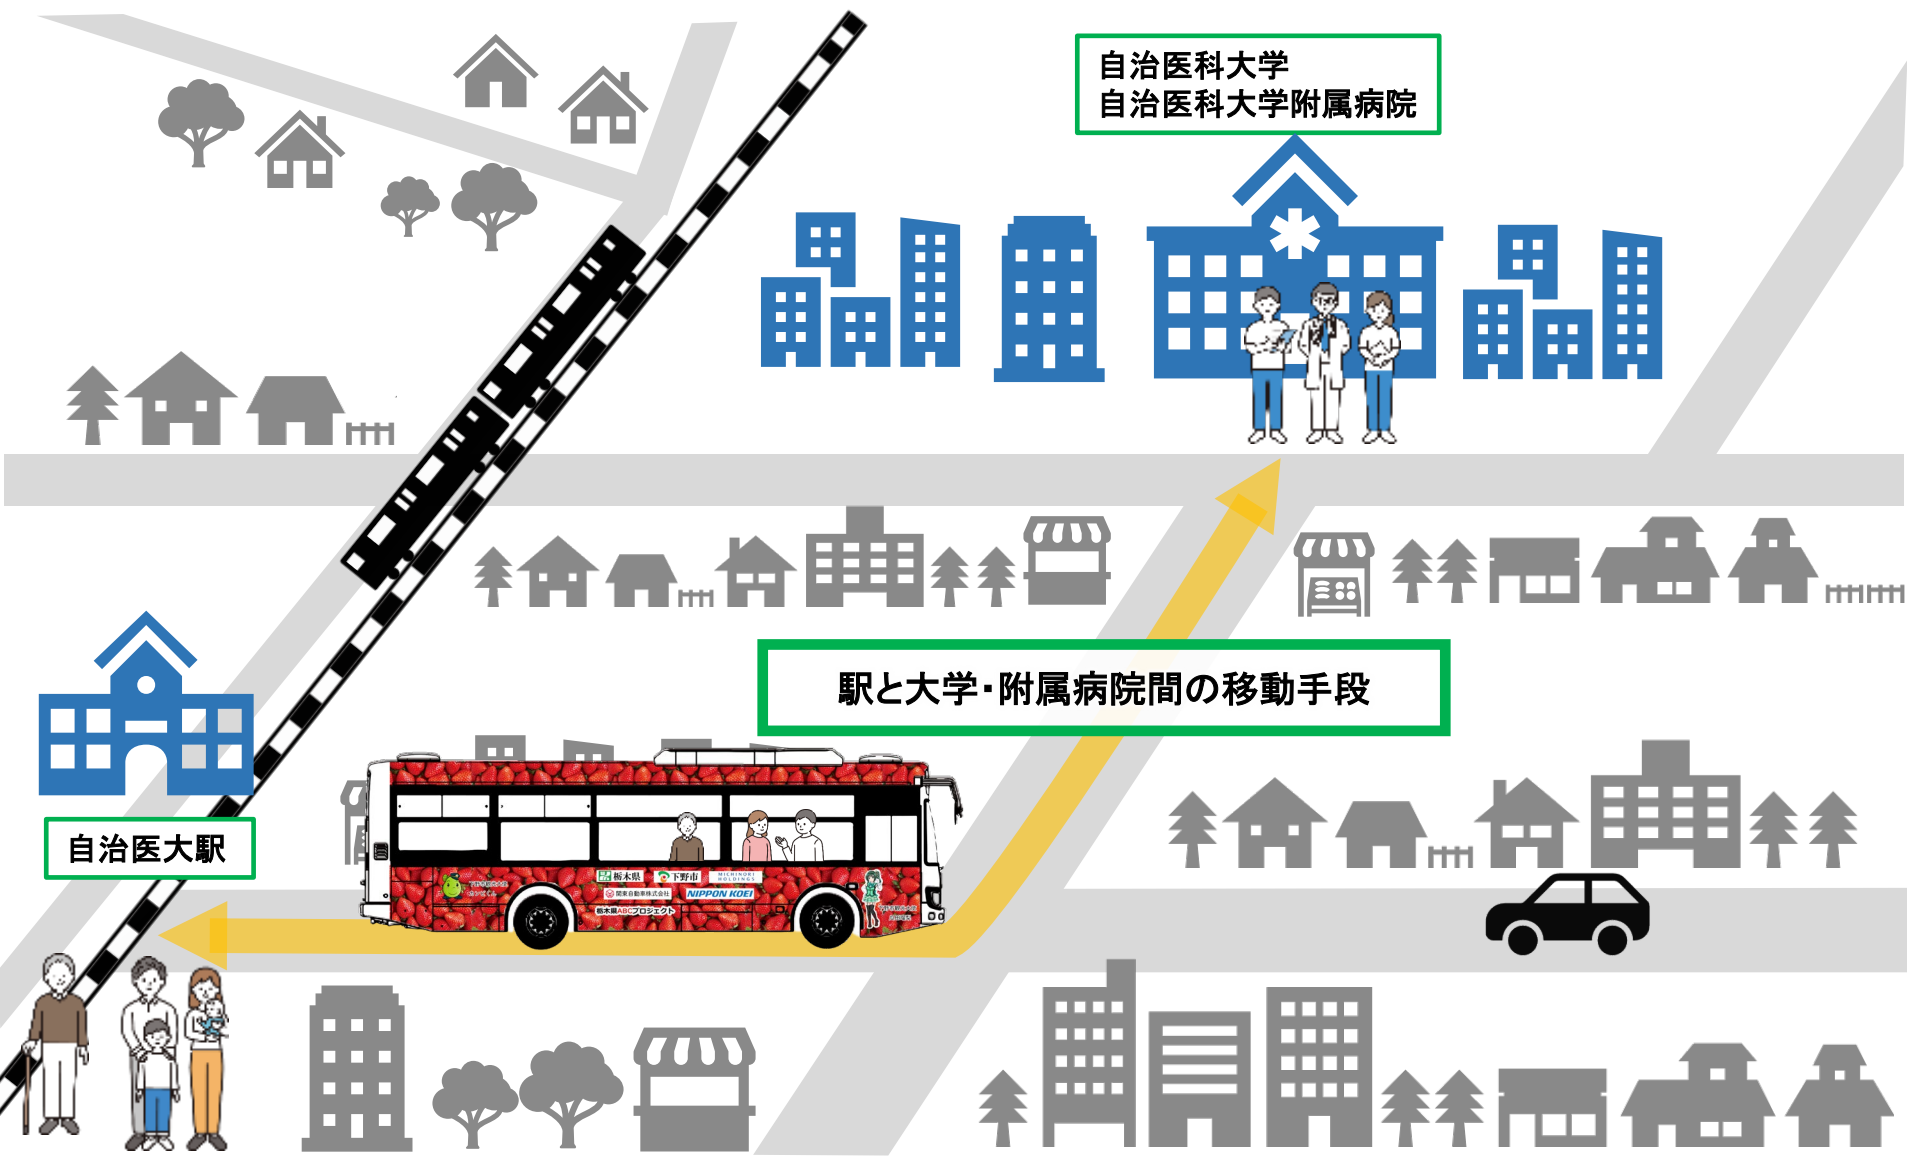 自治医科大学
自治医科大学附属病院
駅と大学・附属病院間の移動手段
自治医大駅
栃木県
下野市
MICHINORI
HOLDINGS
関東自動車株式会社
NIPPON KOEI
栃木県ABCプロジェクト